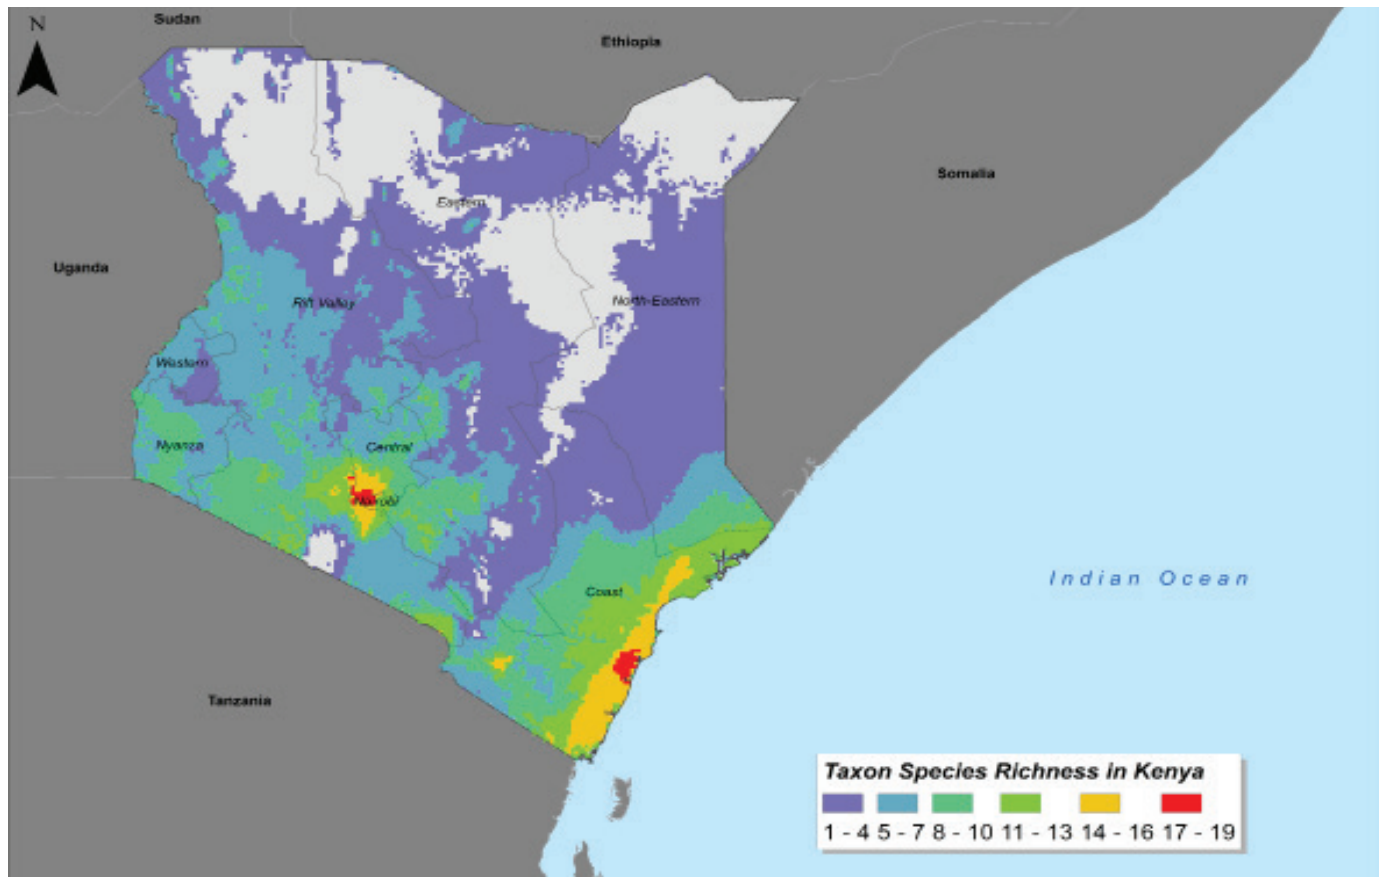 N
Sudan
Ethiopia
Somalia
Eastern
Uganda
Rift Valley
North-Eastern
Western
Nyanza
Central
Nairobi
Coast
Indian Ocean
Tanzania
Taxon Species Richness in Kenya
1 - 4 5 - 7 8 - 10 11 - 13 14 - 16 17 - 19